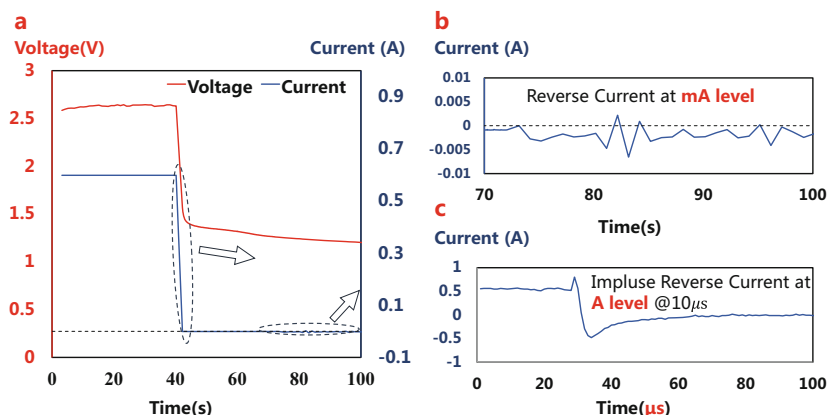 a
Voltage(V)
Current (A)
3
2.5
2
1.5
1
0.5
0
Voltage
Current
0.9
0.7
0.5
0.3
0.1
-0.1
0
20
40
60
80
100
Time(s)
b
Current (A)
0.01
0.005
0
-0.005
-0.01
Reverse Current at mA level
70
80
90
100
Time(s)
c
Current (A)
1
0.5
0
-0.5
-1
Impluse Reverse Current at
A level @10μs
0
20
40
60
80
100
Time(μs)